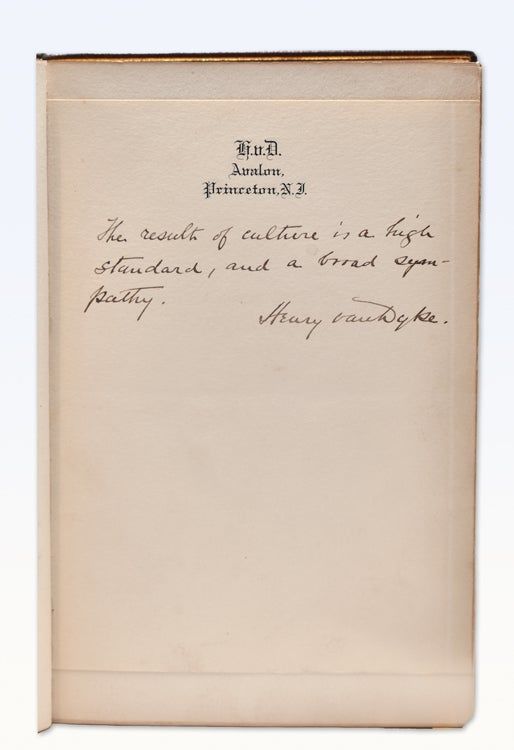 H.v.D.
Avalon,
Princeton, N.J.
The result of culture is a high
standard, and a broad sym-
pathy.
Henry van Dyke.